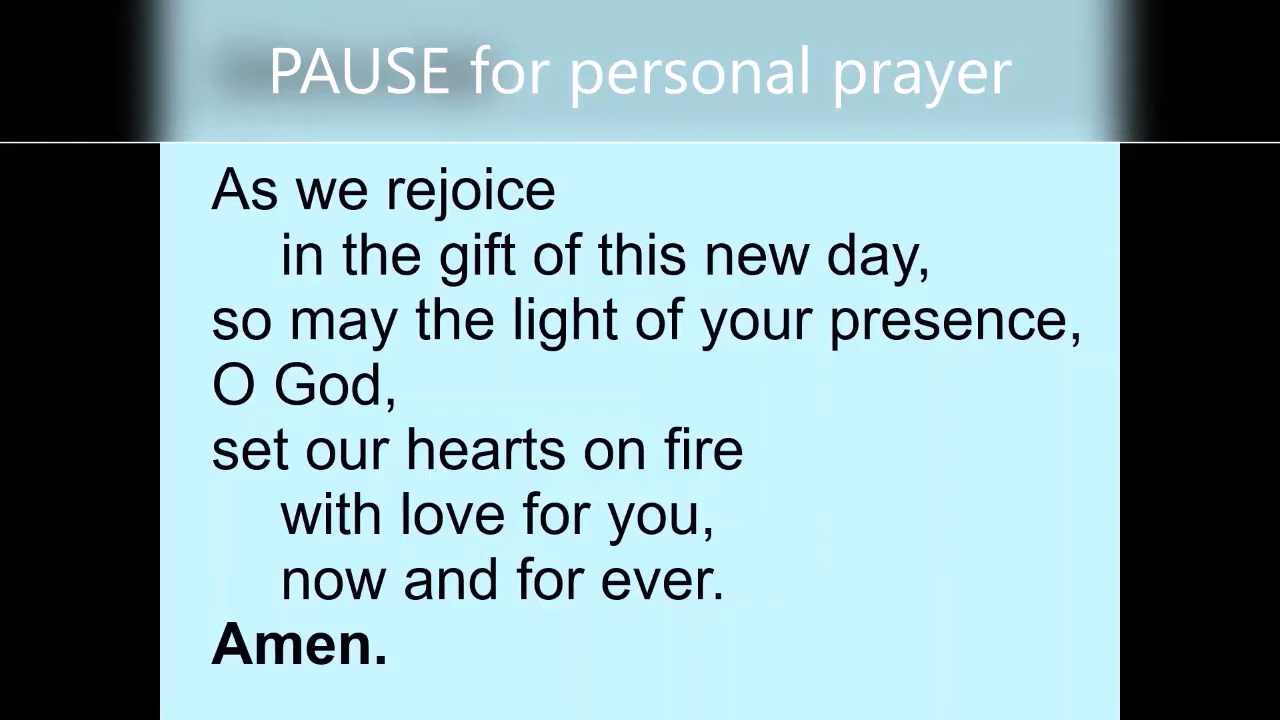 PAUSE for personal prayer
As we rejoice
in the gift of this new day,
so may the light of your presence,
O God,
set our hearts on fire
with love for you,
now and for ever.
Amen.